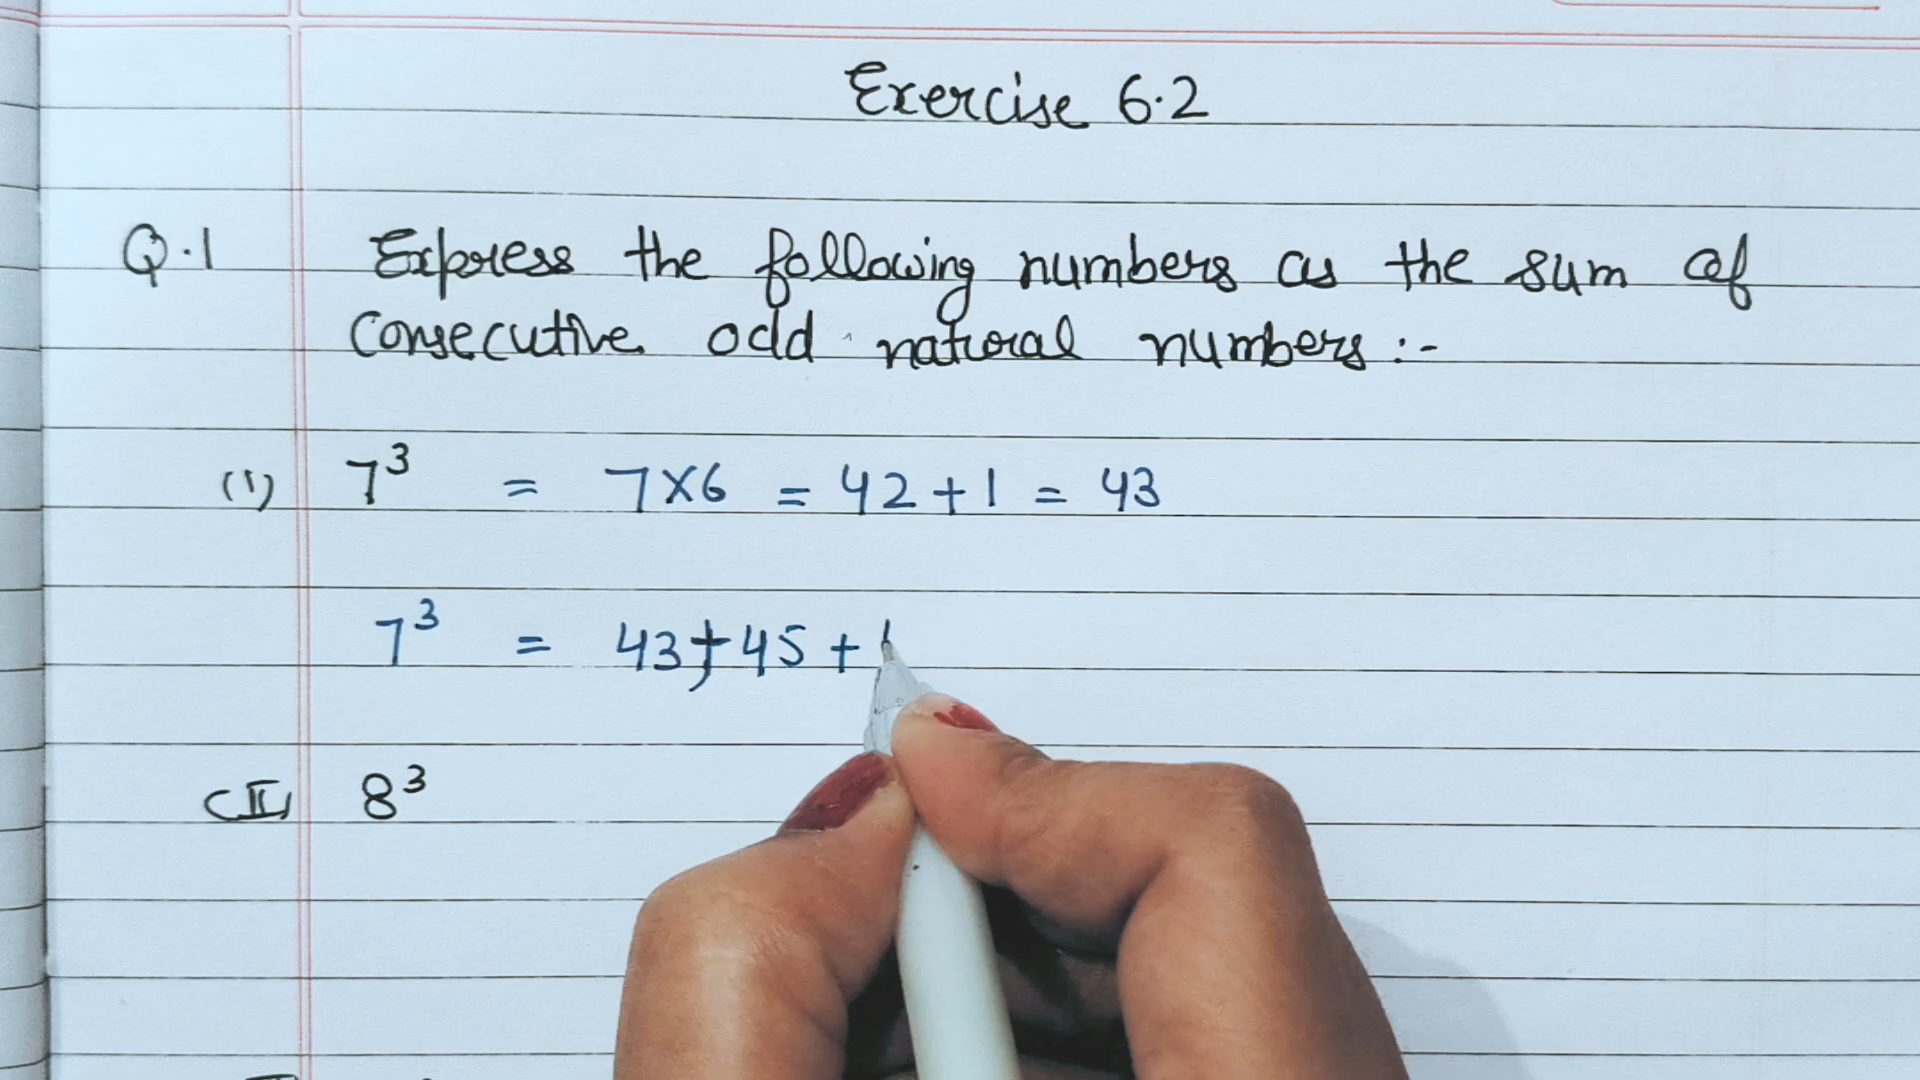 Exercise 6.2
Q.1 Express the following numbers as the sum of
consecutive odd natural numbers :-
(1) 7³ = 7×6 = 42+1 = 43
7³ = 43+45+
(II) 8³